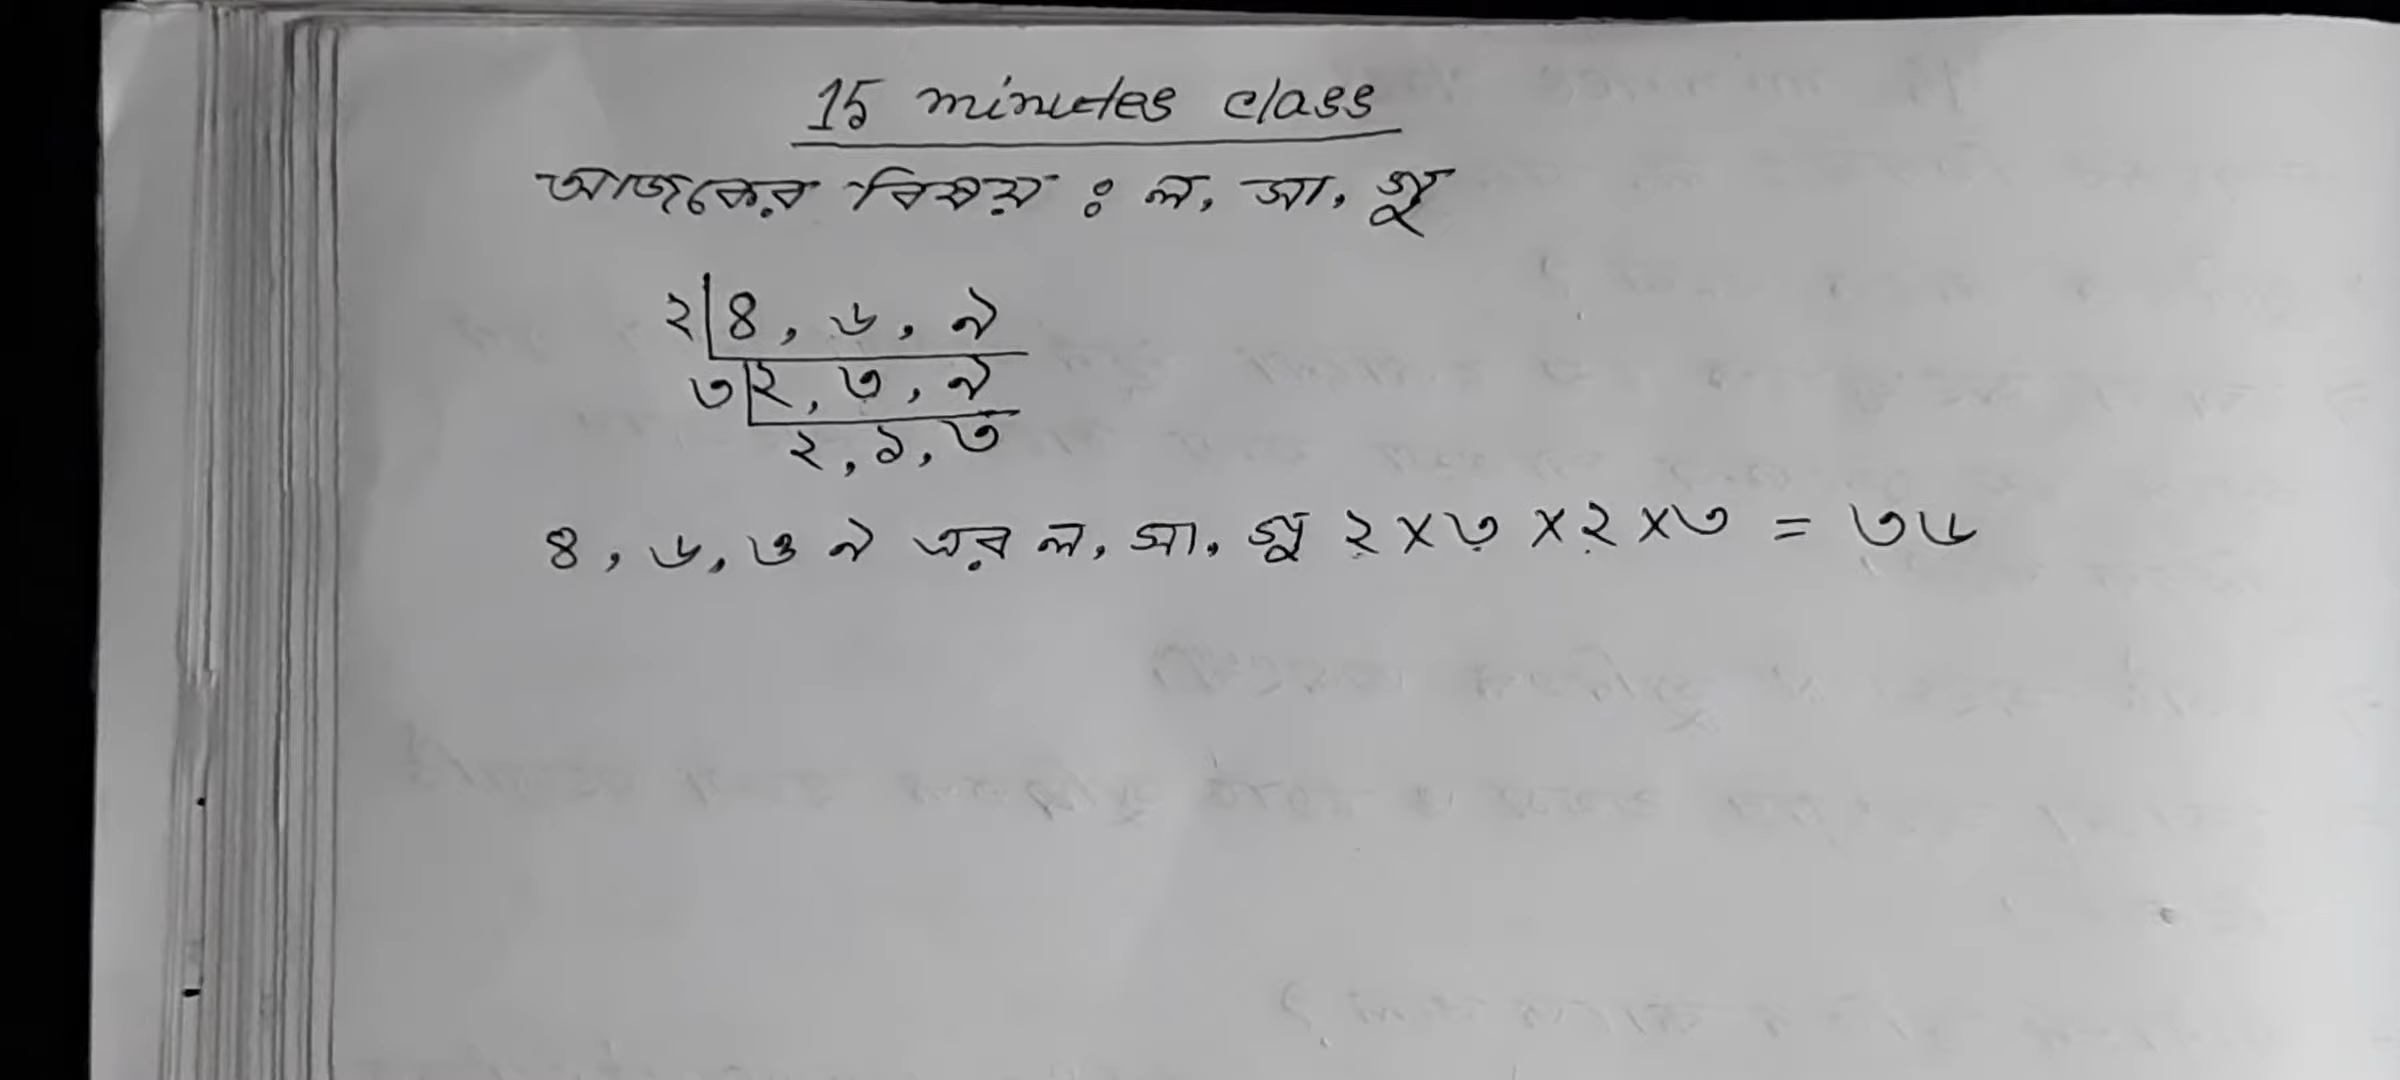 15 minutes class
আজকের বিষয় : ল. সা. গু
২ | ৪, ৬, ৯
৩ | ২, ৩, ৯
২, ১, ৩
৪, ৬, ও ৯ এর ল. সা. গু ২×৩×২×৩ = ৩৬